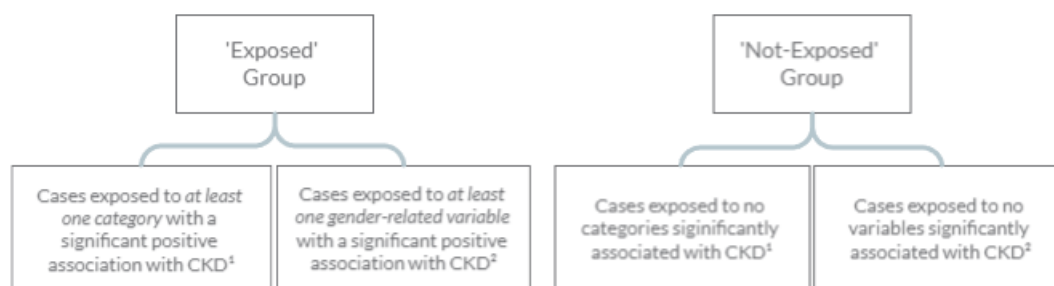 'Exposed'
Group
'Not-Exposed'
Group
Cases exposed to at least
one category with a
significant positive
association with CKD¹
Cases exposed to at least
one gender-related variable
with a significant positive
association with CKD²
Cases exposed to no
categories siginificantly
associated with CKD¹
Cases exposed to no
variables significantly
associated with CKD²